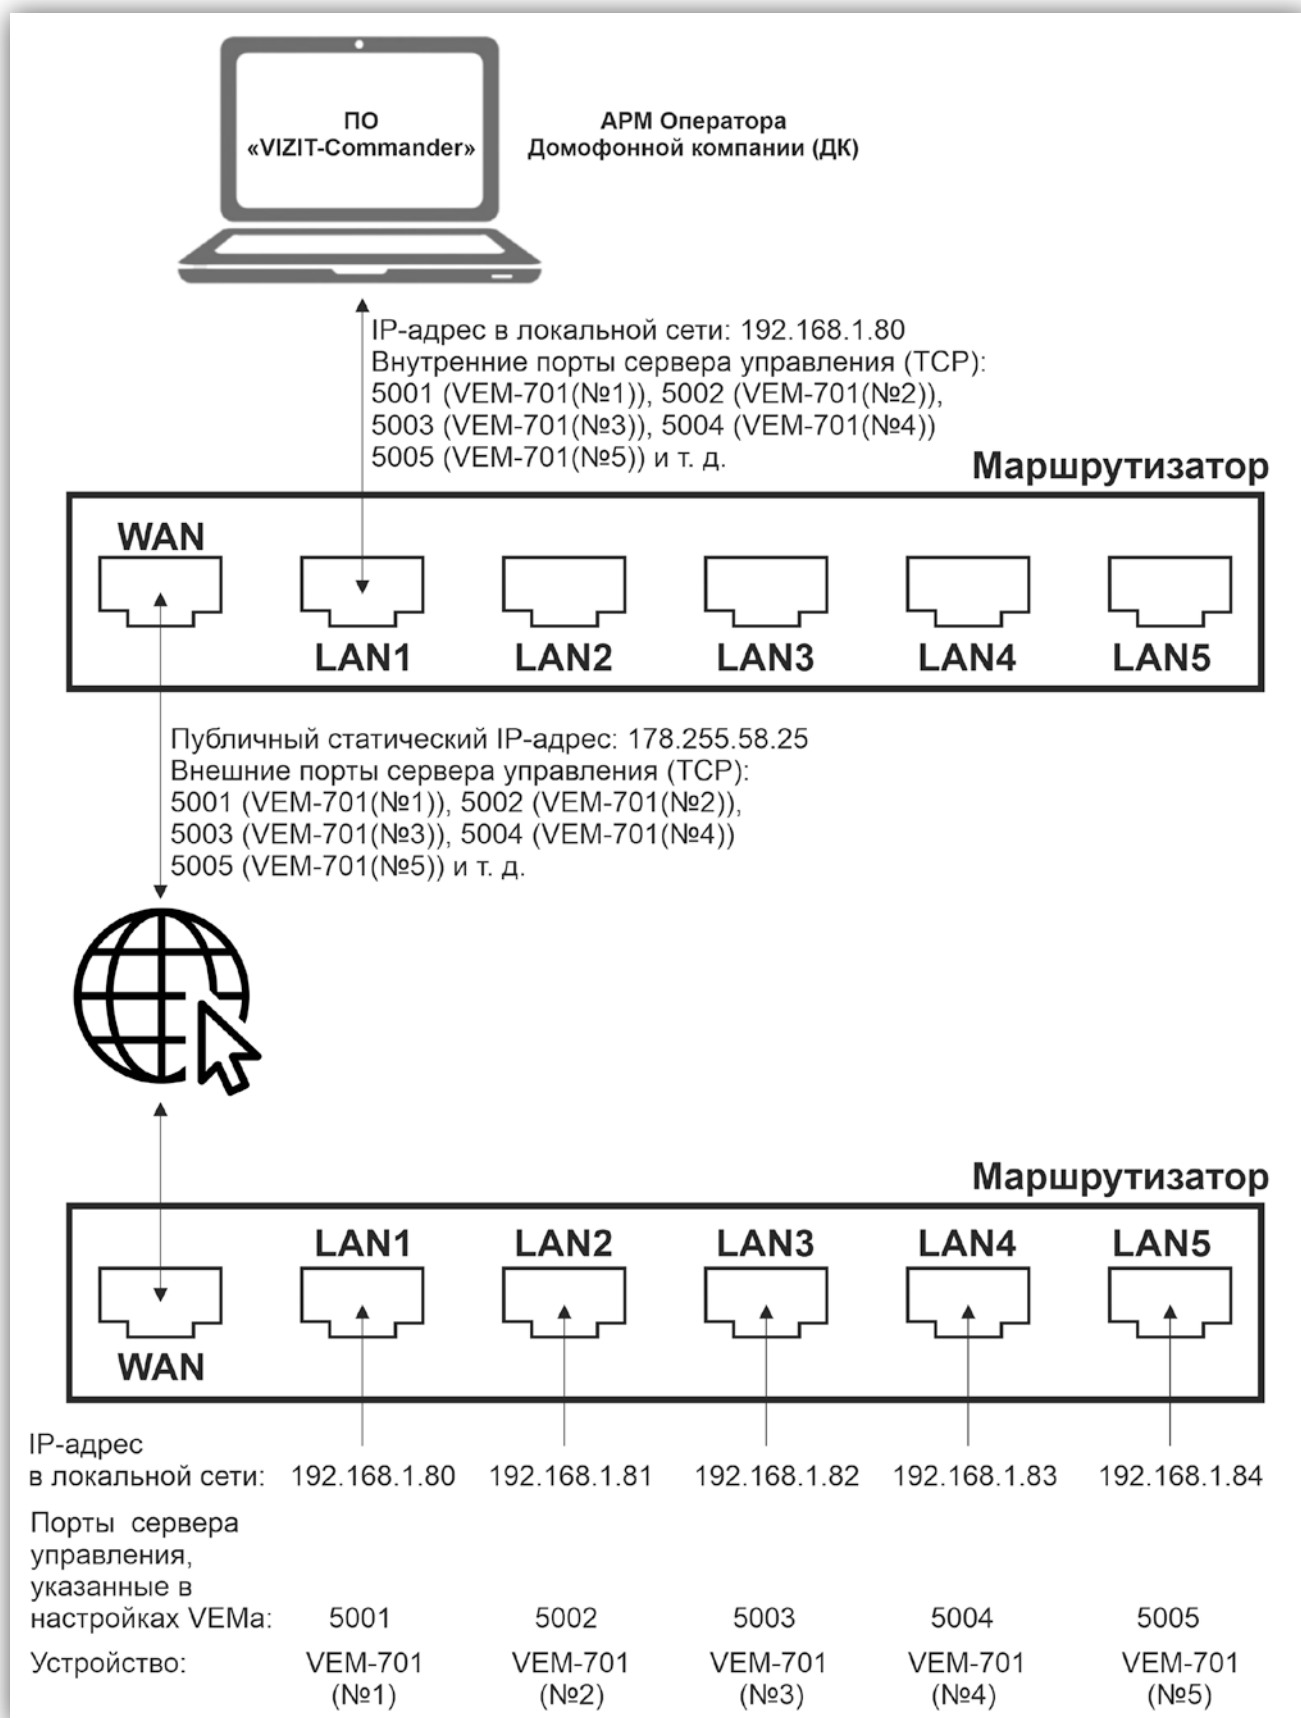 ПО
«VIZIT-Commander»
АРМ Оператора
Домофонной компании (ДК)
IP-адрес в локальной сети: 192.168.1.80
Внутренние порты сервера управления (TCP):
5001 (VEM-701(№1)), 5002 (VEM-701(№2)),
5003 (VEM-701(№3)), 5004 (VEM-701(№4))
5005 (VEM-701(№5)) и т. д.
Маршрутизатор
WAN
LAN1 LAN2 LAN3 LAN4 LAN5
Публичный статический IP-адрес: 178.255.58.25
Внешние порты сервера управления (TCP):
5001 (VEM-701(№1)), 5002 (VEM-701(№2)),
5003 (VEM-701(№3)), 5004 (VEM-701(№4))
5005 (VEM-701(№5)) и т. д.
Маршрутизатор
LAN1 LAN2 LAN3 LAN4 LAN5
WAN
IP-адрес
в локальной сети: 192.168.1.80 192.168.1.81 192.168.1.82 192.168.1.83 192.168.1.84
Порты сервера
управления,
указанные в
настройках VEMа: 5001 5002 5003 5004 5005
Устройство: VEM-701 VEM-701 VEM-701 VEM-701 VEM-701
(№1) (№2) (№3) (№4) (№5)